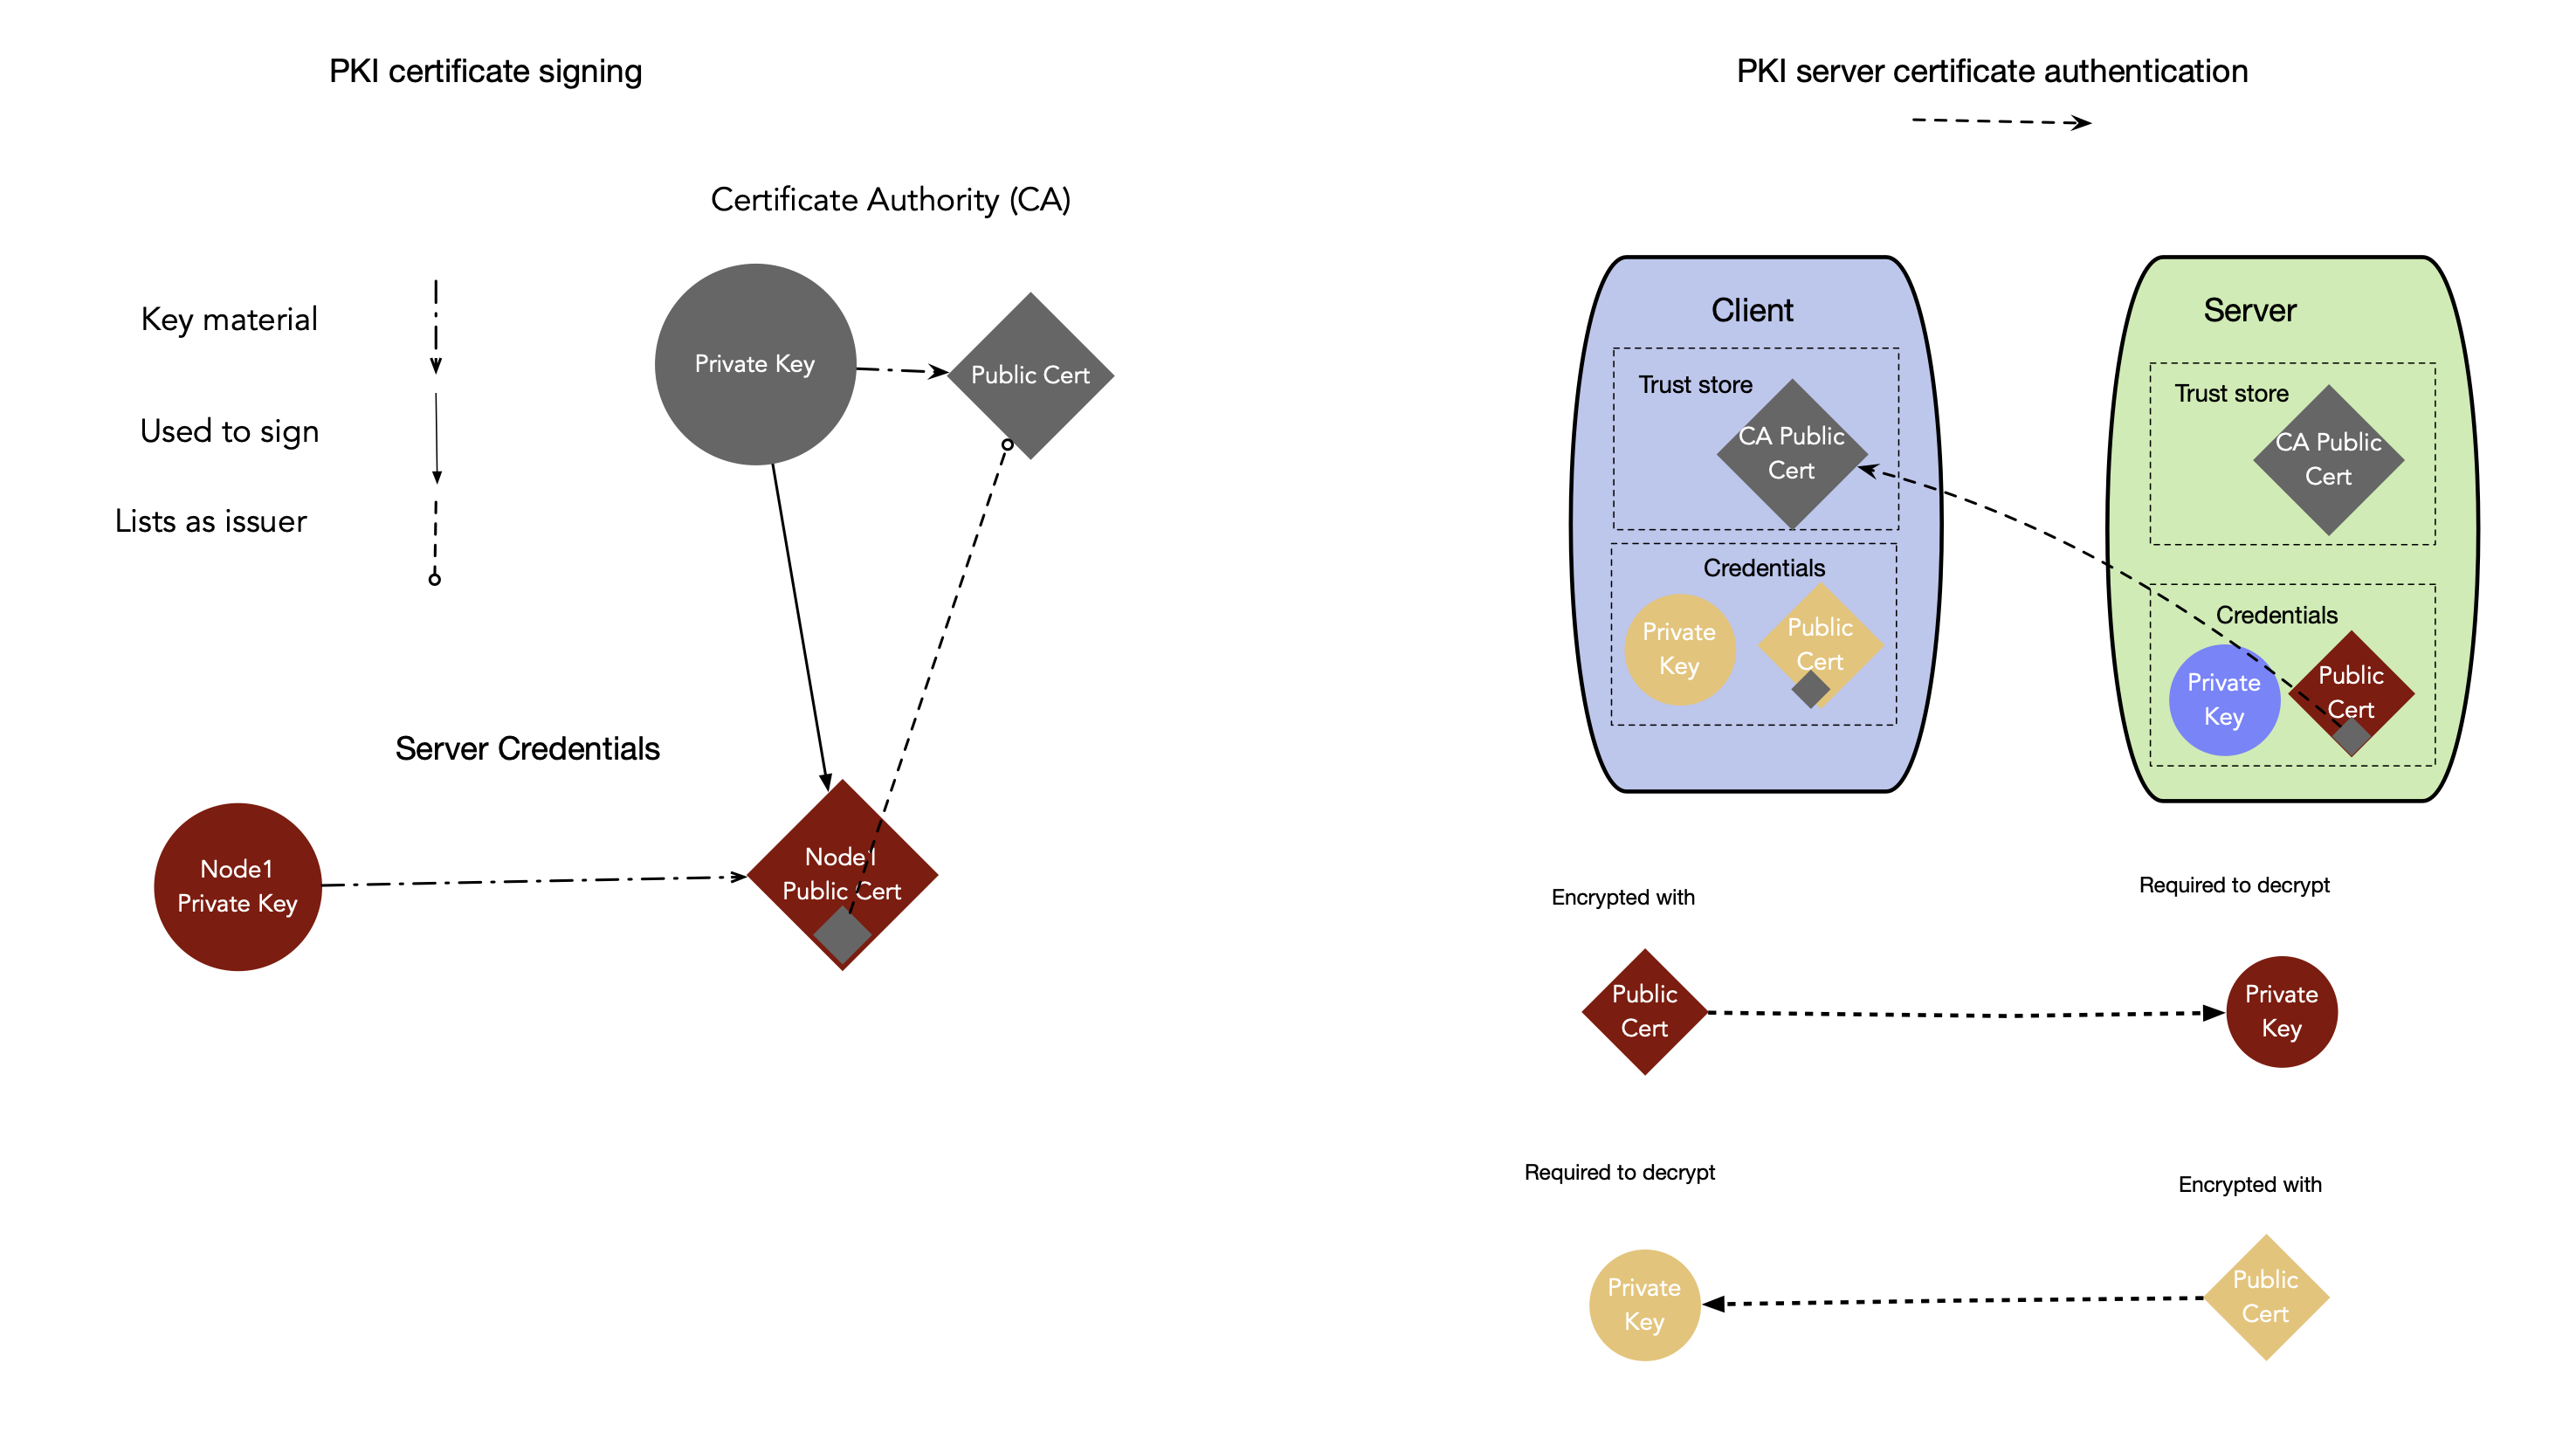 PKI certificate signing
Certificate Authority (CA)
Key material
Used to sign
Lists as issuer
Private Key
Public Cert
Server Credentials
Node1
Private Key
Node1
Public Cert
PKI server certificate authentication
Client
Trust store
CA Public
Cert
Credentials
Private
Key
Public
Cert
Server
Trust store
CA Public
Cert
Credentials
Private
Key
Public
Cert
Encrypted with
Required to decrypt
Public
Cert
Private
Key
Required to decrypt
Encrypted with
Private
Key
Public
Cert